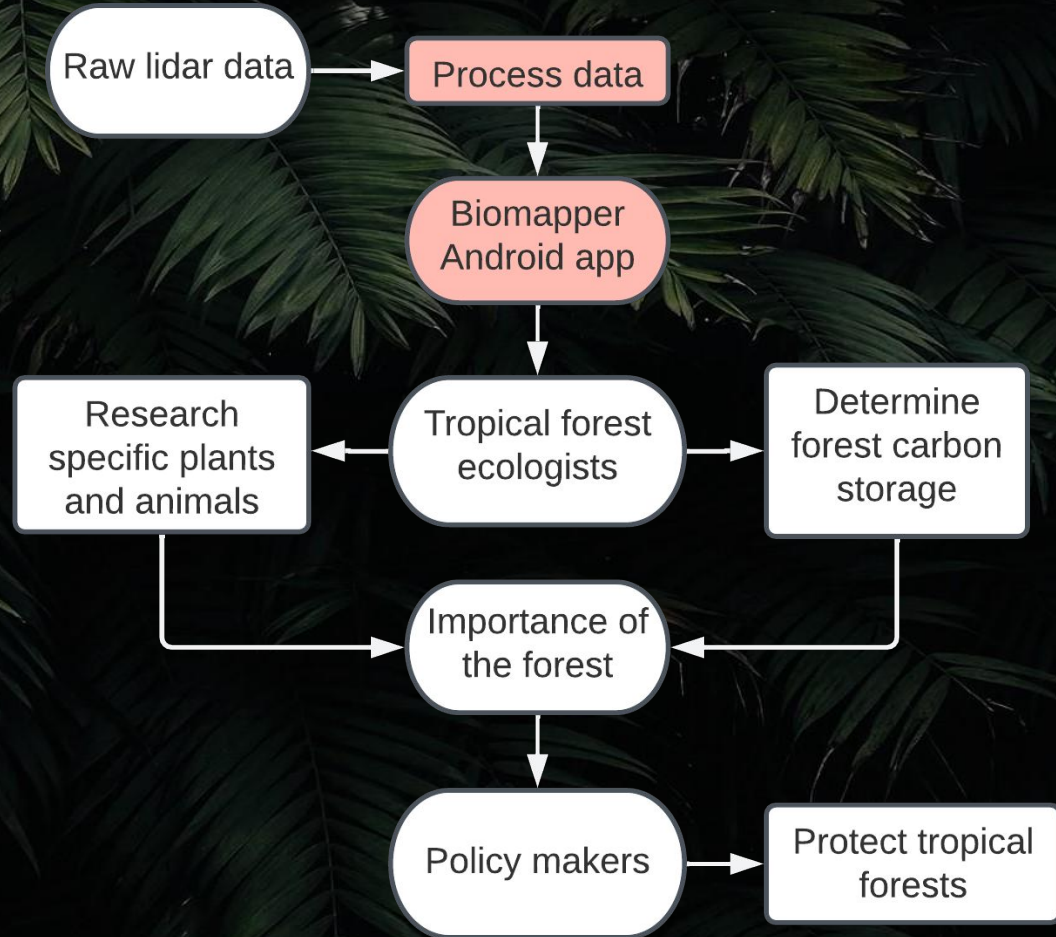 Raw lidar data
Process data
Biomapper
Android app
Tropical forest
ecologists
Research
specific plants
and animals
Determine
forest carbon
storage
Importance of
the forest
Policy makers
Protect tropical
forests